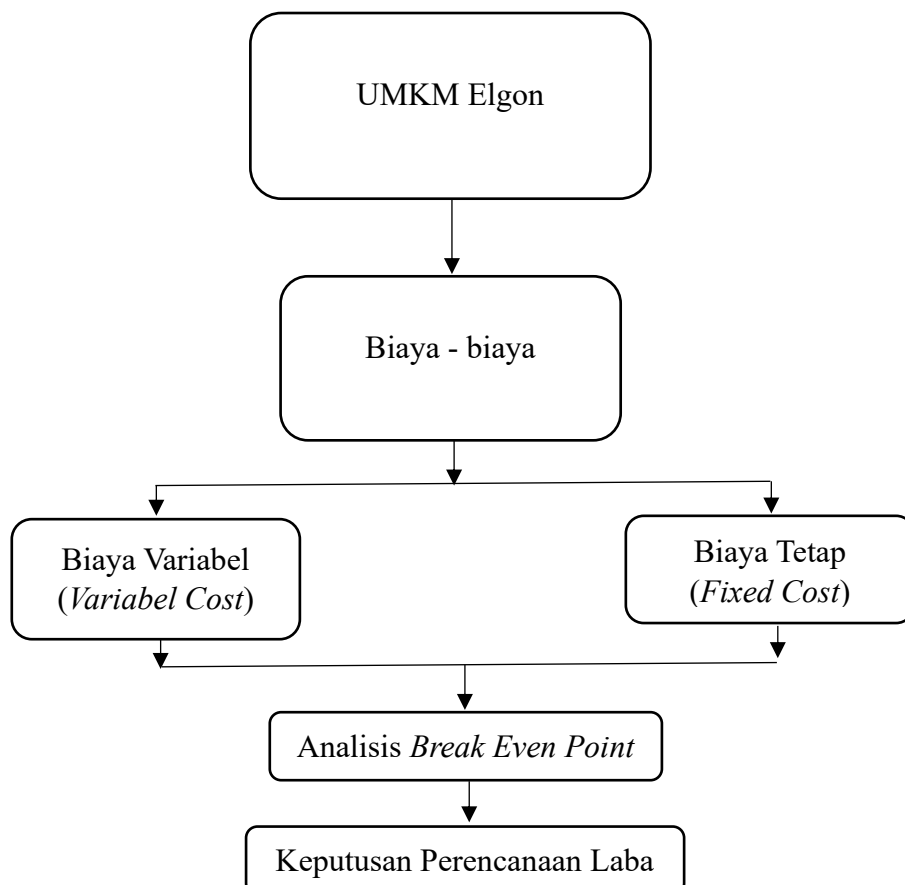 UMKM Elgon
Biaya - biaya
Biaya Variabel
(Variabel Cost)
Biaya Tetap
(Fixed Cost)
Analisis Break Even Point
Keputusan Perencanaan Laba